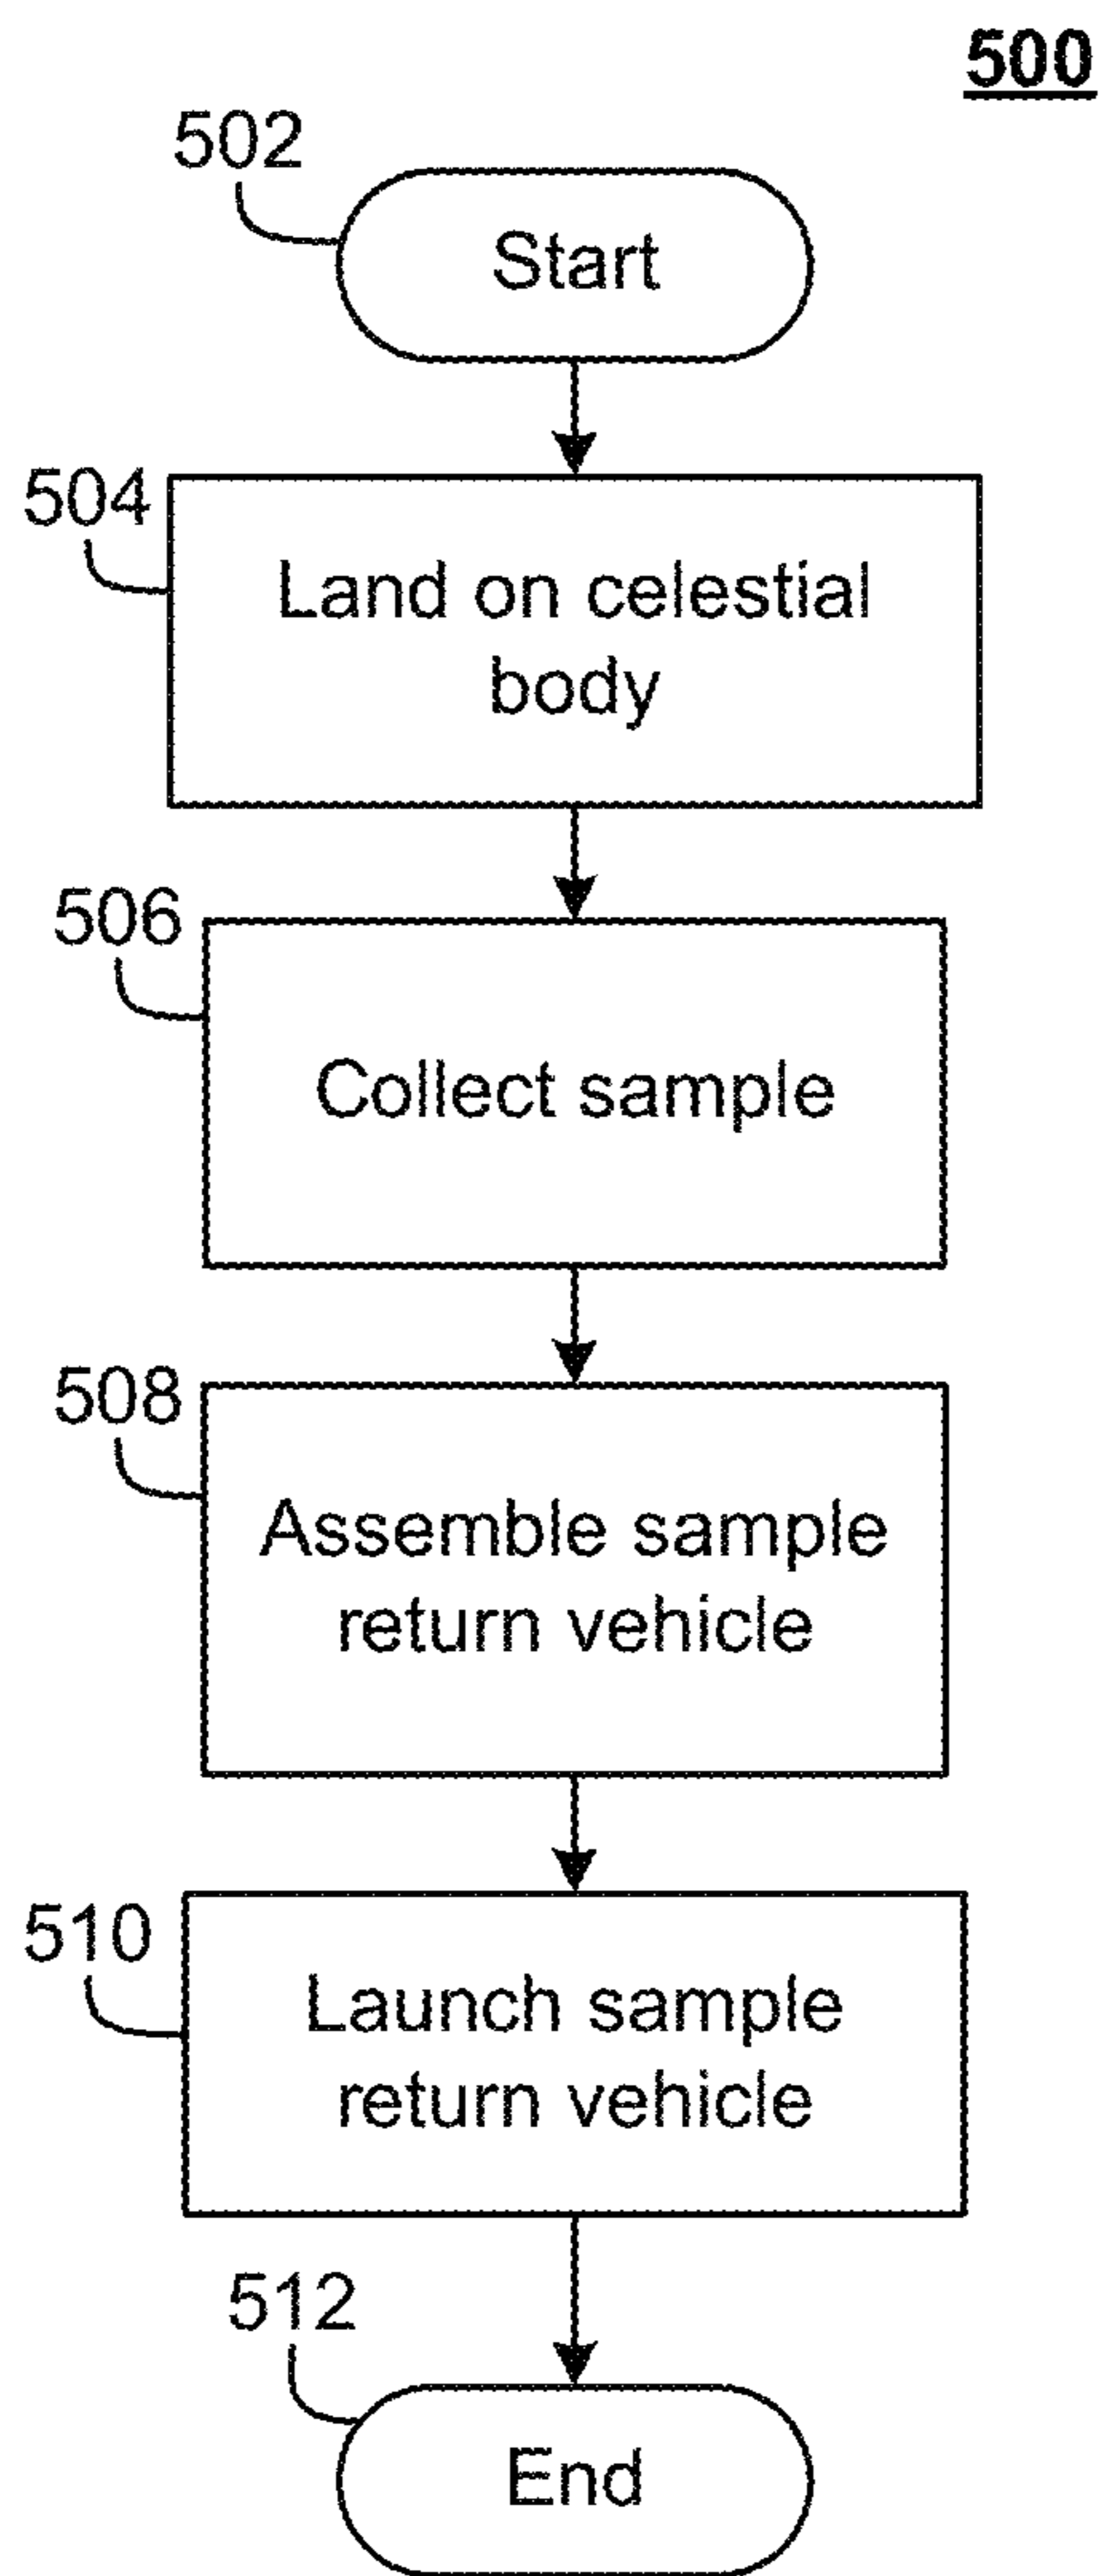 500
502
Start
504
Land on celestial
body
506
Collect sample
508
Assemble sample
return vehicle
510
Launch sample
return vehicle
512
End